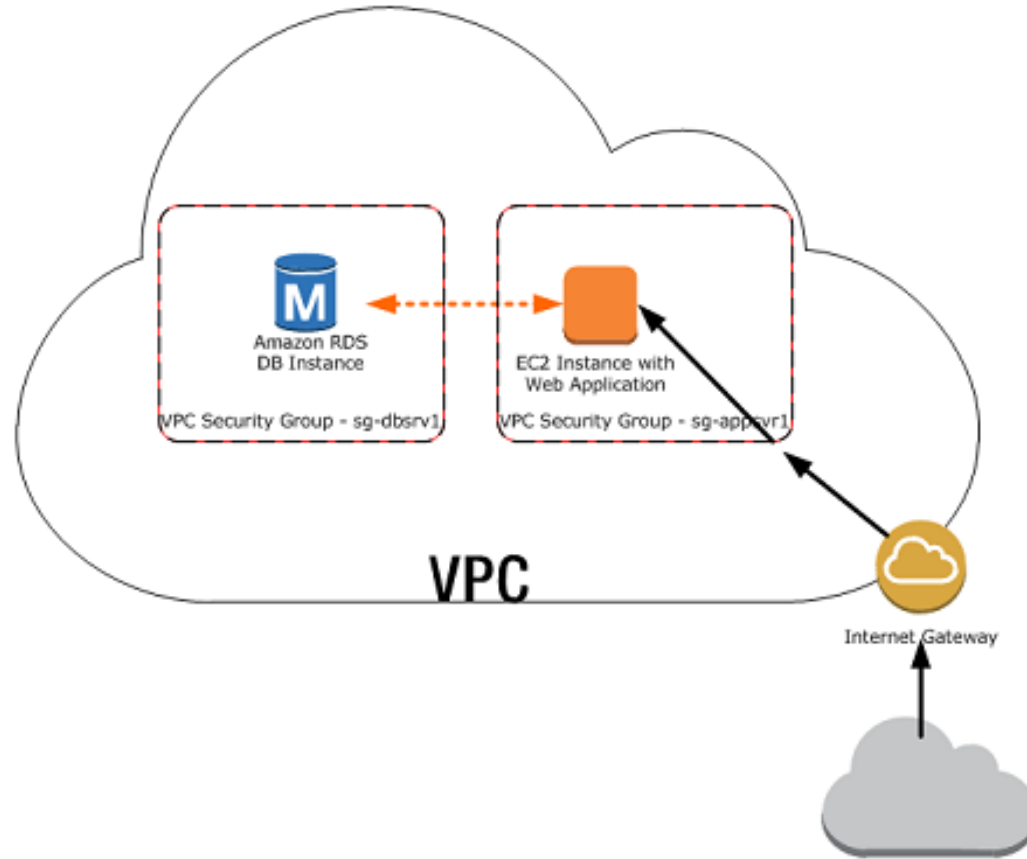 M
Amazon RDS
DB Instance
EC2 Instance with
Web Application
VPC Security Group - sg-dbsrv1
VPC Security Group - sg-appsvr1
VPC
Internet Gateway